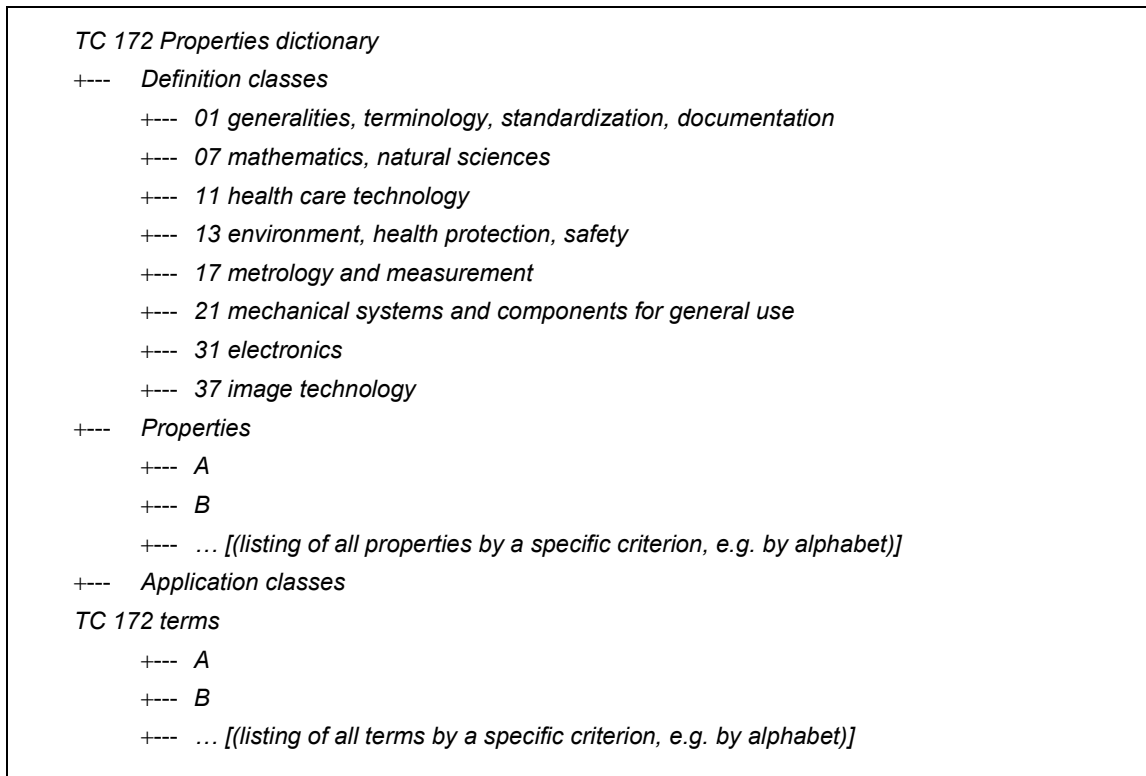 TC 172 Properties dictionary
+--- Definition classes
+--- 01 generalities, terminology, standardization, documentation
+--- 07 mathematics, natural sciences
+--- 11 health care technology
+--- 13 environment, health protection, safety
+--- 17 metrology and measurement
+--- 21 mechanical systems and components for general use
+--- 31 electronics
+--- 37 image technology
+--- Properties
+--- A
+--- B
+--- … [(listing of all properties by a specific criterion, e.g. by alphabet)]
+--- Application classes
TC 172 terms
+--- A
+--- B
+--- … [(listing of all terms by a specific criterion, e.g. by alphabet)]